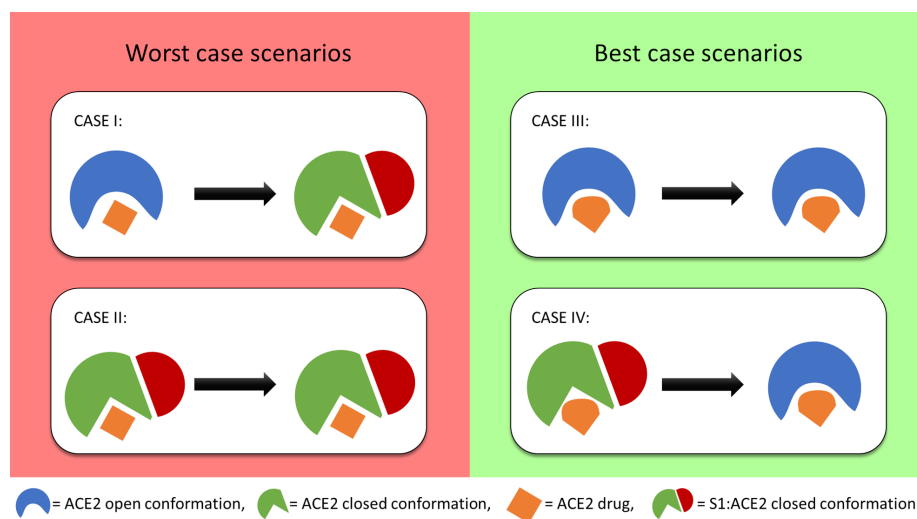 Worst case scenarios
Best case scenarios
CASE I:
CASE III:
CASE II:
CASE IV:
= ACE2 open conformation, = ACE2 closed conformation, = ACE2 drug, = S1:ACE2 closed conformation